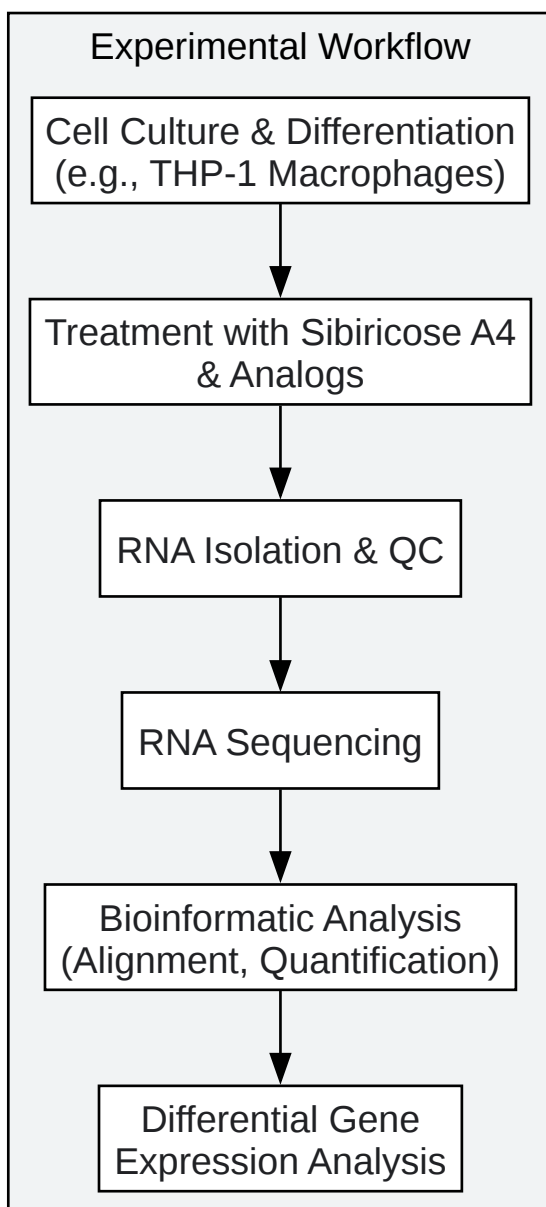 Experimental Workflow
Cell Culture & Differentiation
(e.g., THP-1 Macrophages)
Treatment with Sibiricose A4
& Analogs
RNA Isolation & QC
RNA Sequencing
Bioinformatic Analysis
(Alignment, Quantification)
Differential Gene
Expression Analysis